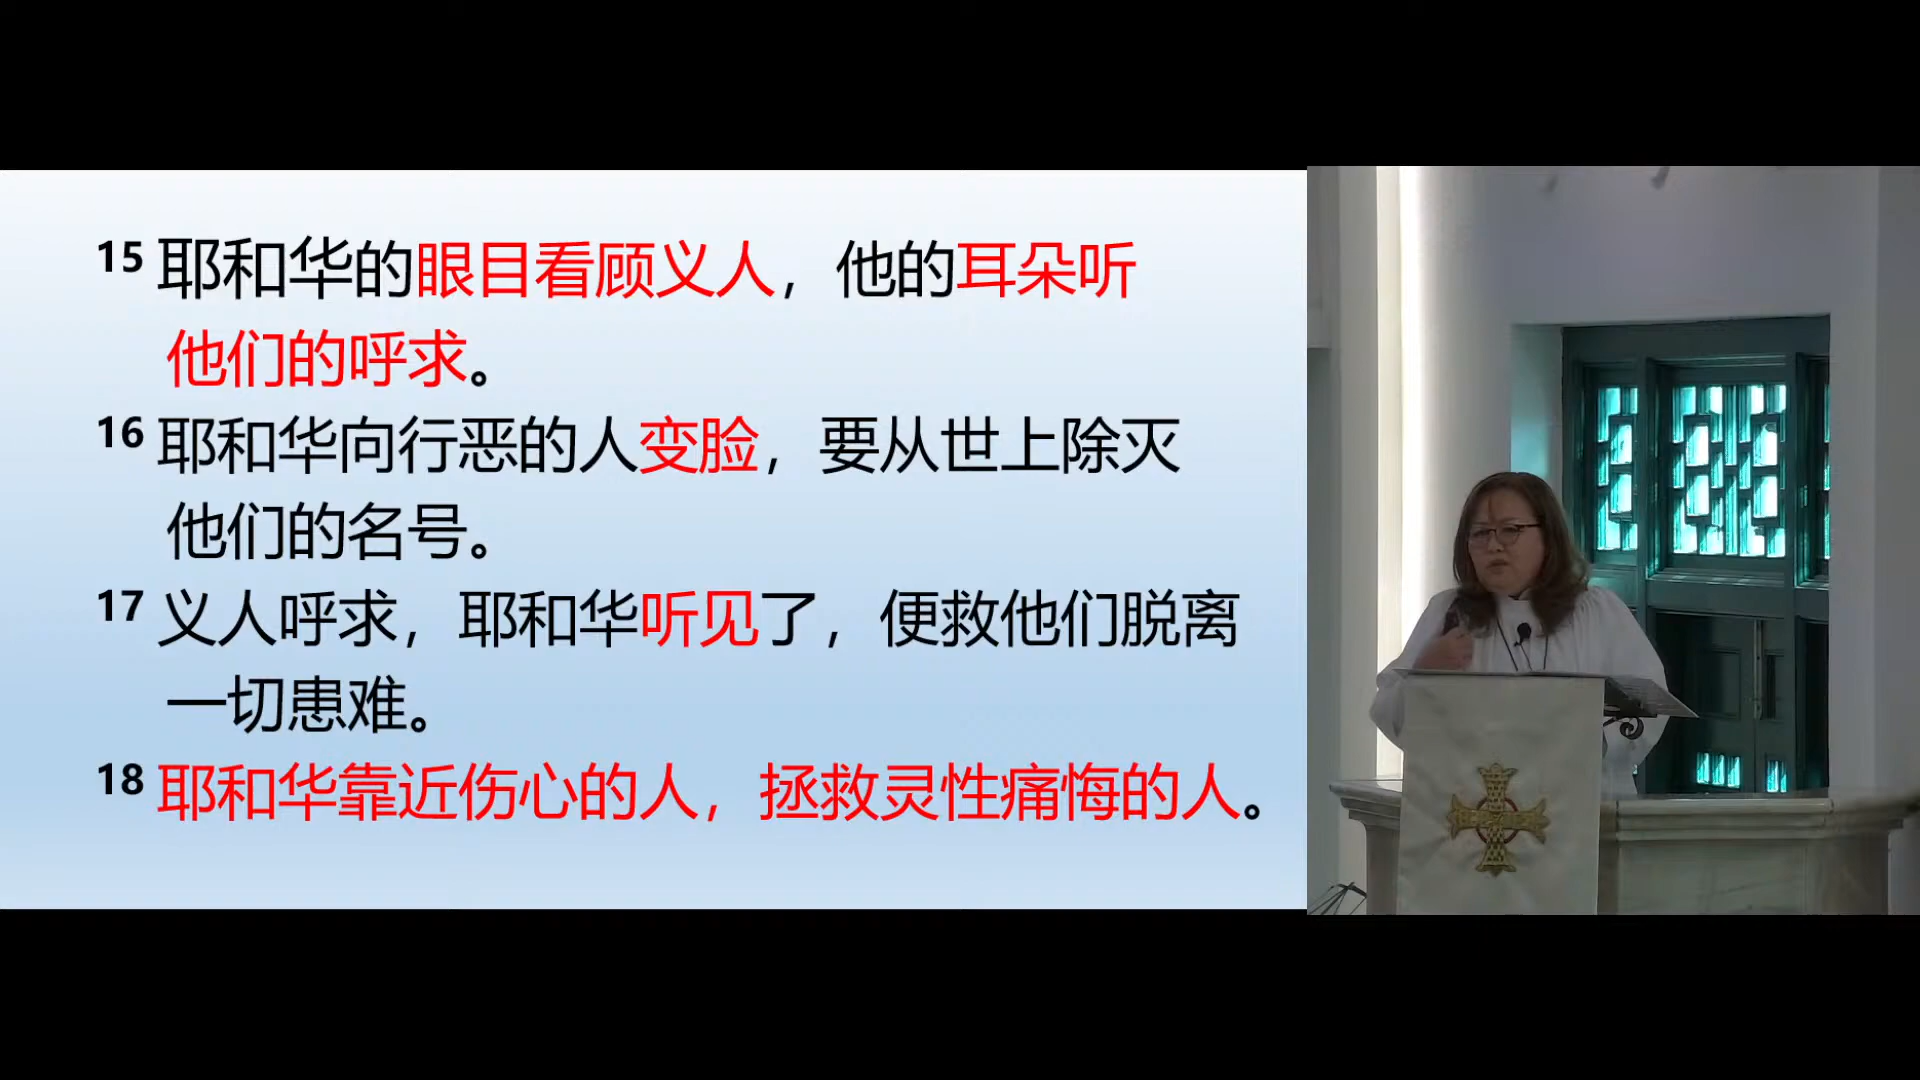 15 耶和华的眼目看顾义人，他的耳朵听
他们的呼求。
16 耶和华向行恶的人变脸，要从世上除灭
他们的名号。
17 义人呼求，耶和华听见了，便救他们脱离
一切患难。
18 耶和华靠近伤心的人，拯救灵性痛悔的人。